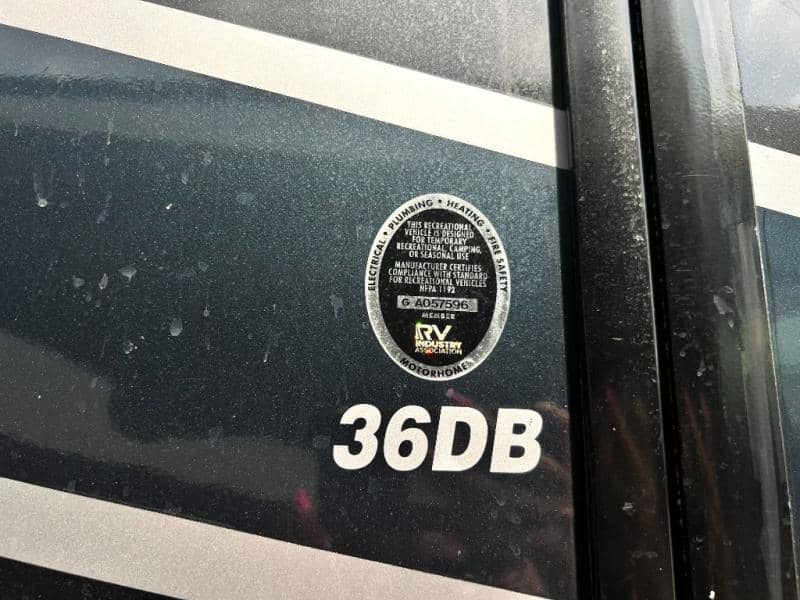 ELECTRICAL • PLUMBING • HEATING • FIRE SAFETY
THIS RECREATIONAL
VEHICLE IS DESIGNED
FOR TEMPORARY
RECREATIONAL, CAMPING,
OR SEASONAL USE
MANUFACTURER CERTIFIES
COMPLIANCE WITH STANDARD
FOR RECREATIONAL VEHICLES
NFPA 1192
G A057596
MEMBER
RV
INDUSTRY
ASSOCIATION
MOTORHOME
36DB